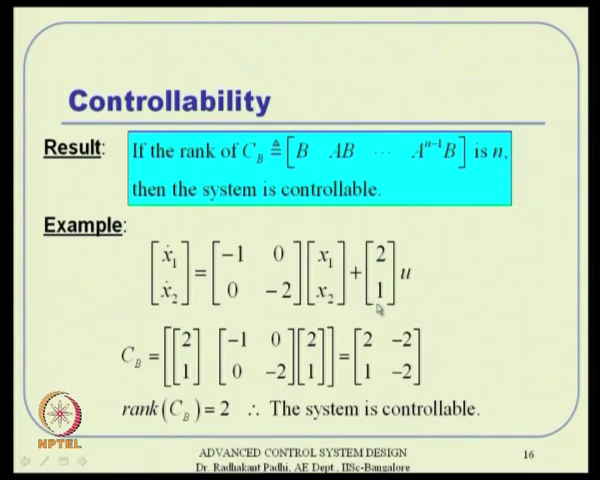 Controllability
Result: If the rank of C_B ≜ [B AB ⋯ A^{n-1}B] is n,
then the system is controllable.
Example:
[ẋ₁; ẋ₂] = [−1 0; 0 −2] [x₁; x₂] + [2; 1] u
C_B = [[2; 1] [−1 0; 0 −2] [2; 1]] = [2 −2; 1 −2]
rank(C_B) = 2 ∴ The system is controllable.
NPTEL
ADVANCED CONTROL SYSTEM DESIGN
Dr. Radhakant Padhi, AE Dept., IISc-Bangalore
16